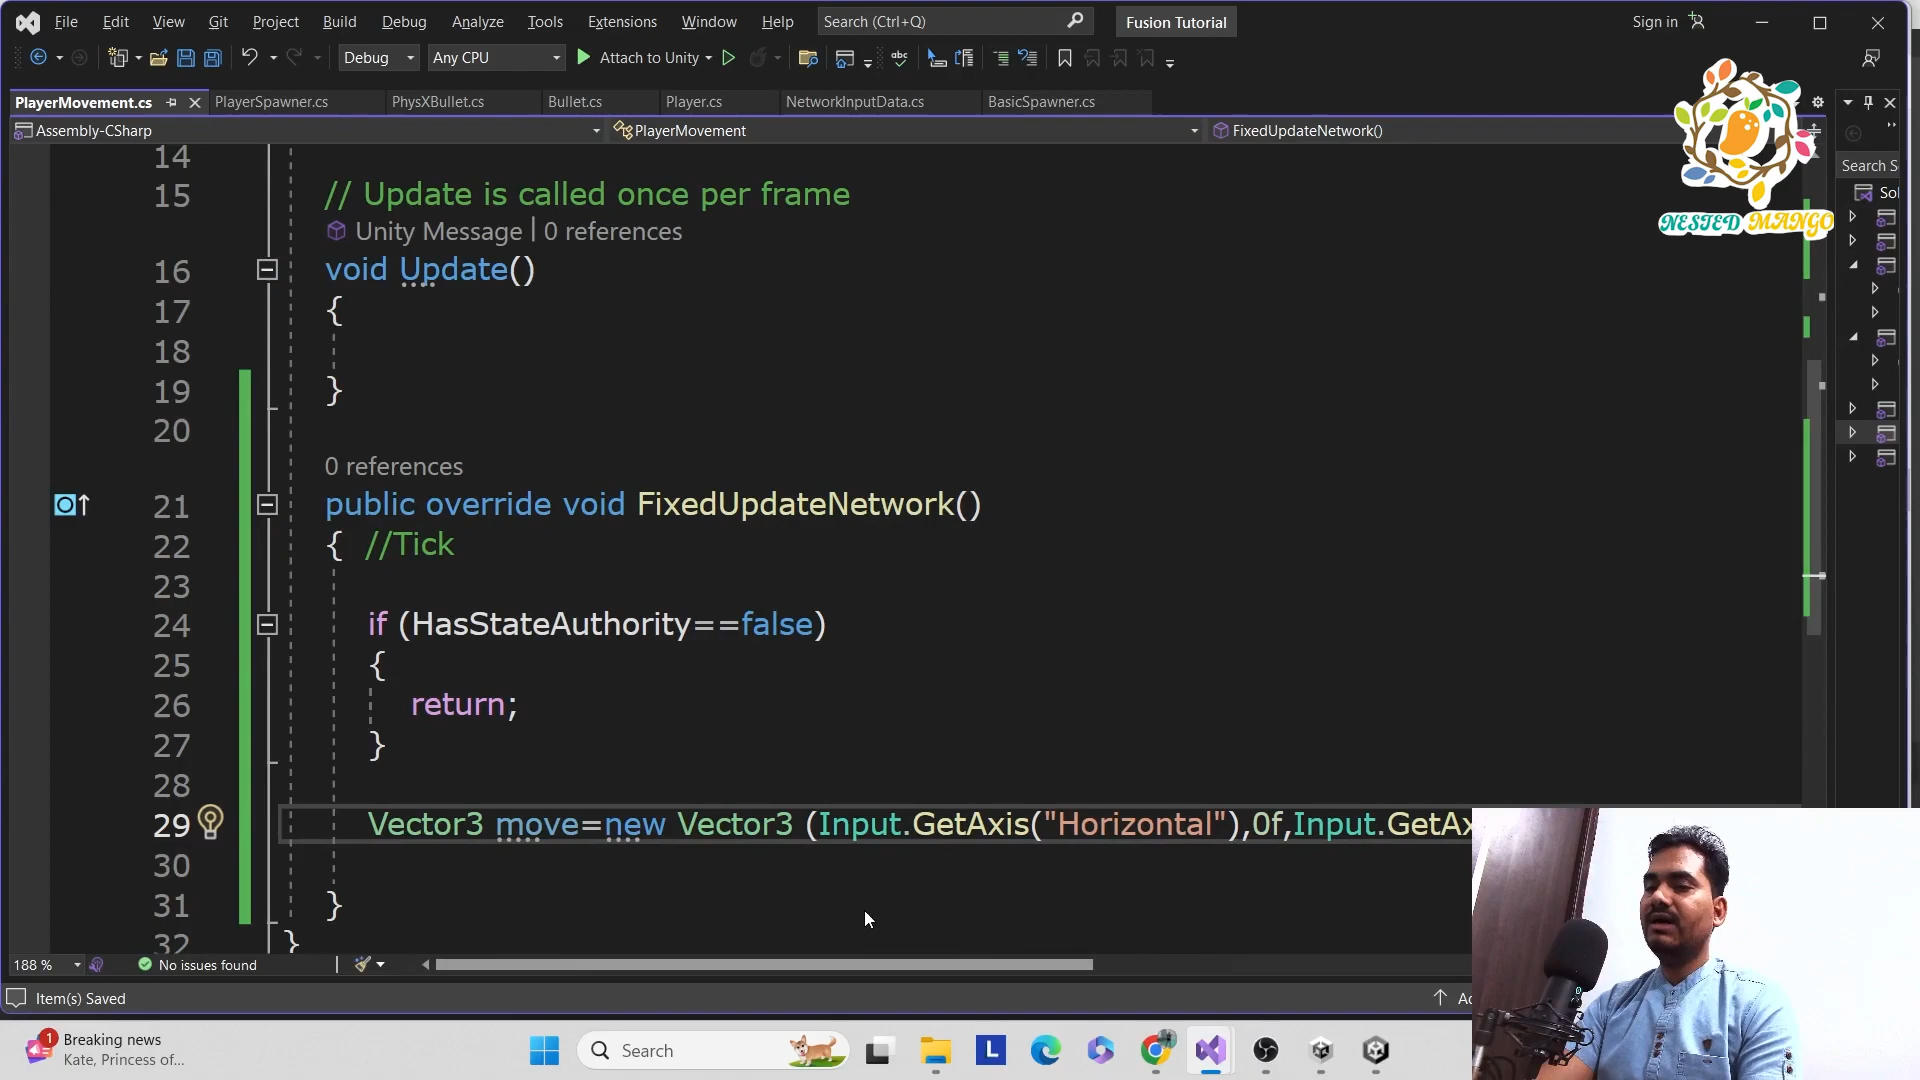 File Edit View Git Project Build Debug Analyze Tools Extensions Window Help Search (Ctrl+Q) Fusion Tutorial Sign in
Debug Any CPU Attach to Unity
PlayerMovement.cs PlayerSpawner.cs PhysXBullet.cs Bullet.cs Player.cs NetworkInputData.cs BasicSpawner.cs
Assembly-CSharp PlayerMovement FixedUpdateNetwork()
NESTED MANGO
Search S
Sol
14
15 // Update is called once per frame
Unity Message | 0 references
16 void Update()
17 {
18
19 }
20
0 references
21 public override void FixedUpdateNetwork()
22 { //Tick
23
24 if (HasStateAuthority==false)
25 {
26 return;
27 }
28
29 Vector3 move=new Vector3 (Input.GetAxis("Horizontal"),0f,Input.GetAx
30
31 }
32 }
188 % No issues found
Item(s) Saved
1 Breaking news
Kate, Princess of...
Search
L